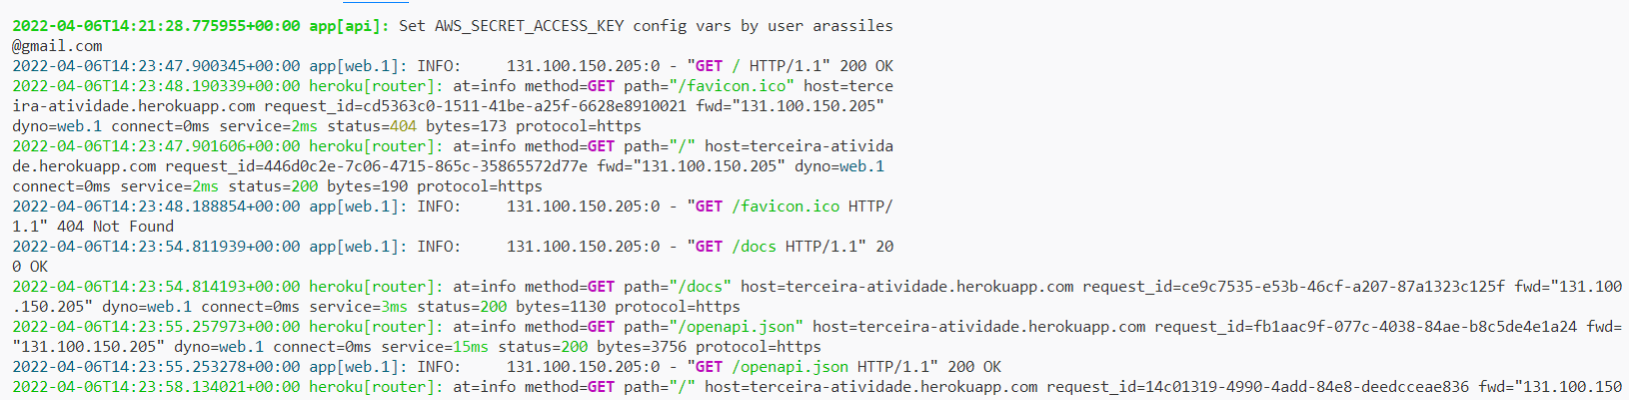 2022-04-06T14:21:28.775955+00:00 app[api]: Set AWS_SECRET_ACCESS_KEY config vars by user arassiles
@gmail.com
2022-04-06T14:23:47.900345+00:00 app[web.1]: INFO:     131.100.150.205:0 - "GET / HTTP/1.1" 200 OK
2022-04-06T14:23:48.190339+00:00 heroku[router]: at=info method=GET path="/favicon.ico" host=terce
ira-atividade.herokuapp.com request_id=cd5363c0-1511-41be-a25f-6628e8910021 fwd="131.100.150.205"
dyno=web.1 connect=0ms service=2ms status=404 bytes=173 protocol=https
2022-04-06T14:23:47.901606+00:00 heroku[router]: at=info method=GET path="/" host=terceira-ativida
de.herokuapp.com request_id=446d0c2e-7c06-4715-865c-35865572d77e fwd="131.100.150.205" dyno=web.1
connect=0ms service=2ms status=200 bytes=190 protocol=https
2022-04-06T14:23:48.188854+00:00 app[web.1]: INFO:     131.100.150.205:0 - "GET /favicon.ico HTTP/
1.1" 404 Not Found
2022-04-06T14:23:54.811939+00:00 app[web.1]: INFO:     131.100.150.205:0 - "GET /docs HTTP/1.1" 20
0 OK
2022-04-06T14:23:54.814193+00:00 heroku[router]: at=info method=GET path="/docs" host=terceira-atividade.herokuapp.com request_id=ce9c7535-e53b-46cf-a207-87a1323c125f fwd="131.100
.150.205" dyno=web.1 connect=0ms service=3ms status=200 bytes=1130 protocol=https
2022-04-06T14:23:55.257973+00:00 heroku[router]: at=info method=GET path="/openapi.json" host=terceira-atividade.herokuapp.com request_id=fb1aac9f-077c-4038-84ae-b8c5de4e1a24 fwd=
"131.100.150.205" dyno=web.1 connect=0ms service=15ms status=200 bytes=3756 protocol=https
2022-04-06T14:23:55.253278+00:00 app[web.1]: INFO:     131.100.150.205:0 - "GET /openapi.json HTTP/1.1" 200 OK
2022-04-06T14:23:58.134021+00:00 heroku[router]: at=info method=GET path="/" host=terceira-atividade.herokuapp.com request_id=14c01319-4990-4add-84e8-deedcceae836 fwd="131.100.150